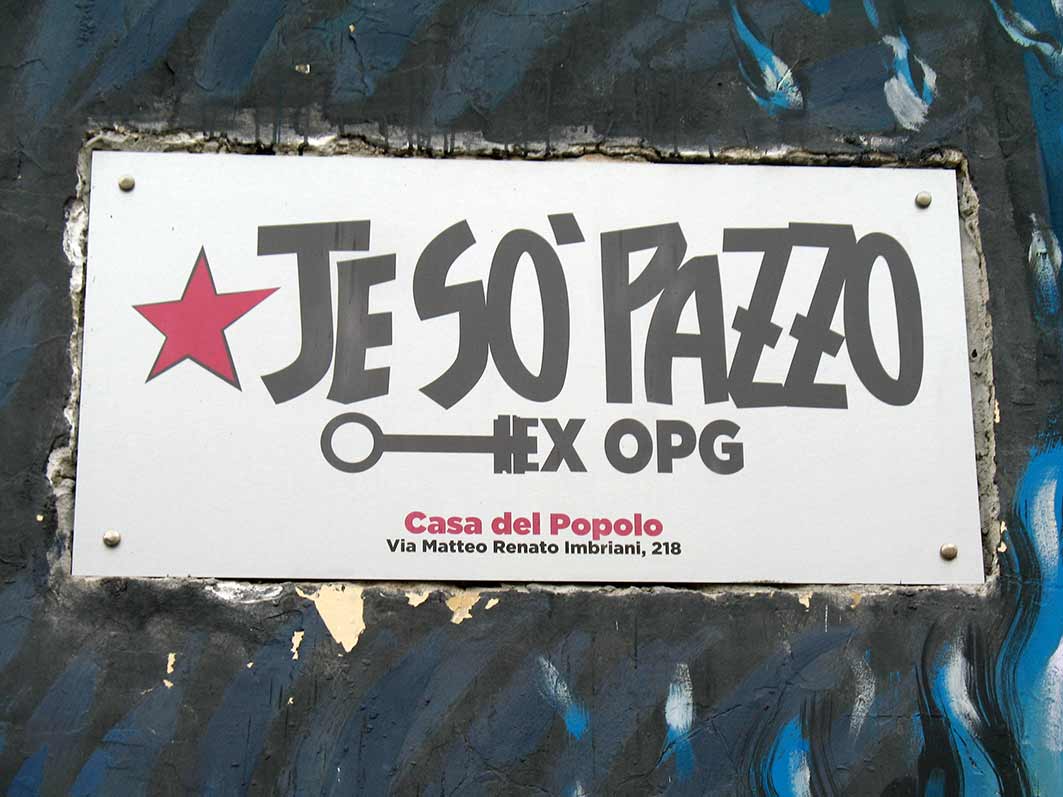 JE SO' PAZZO
EX OPG
Casa del Popolo
Via Matteo Renato Imbriani, 218